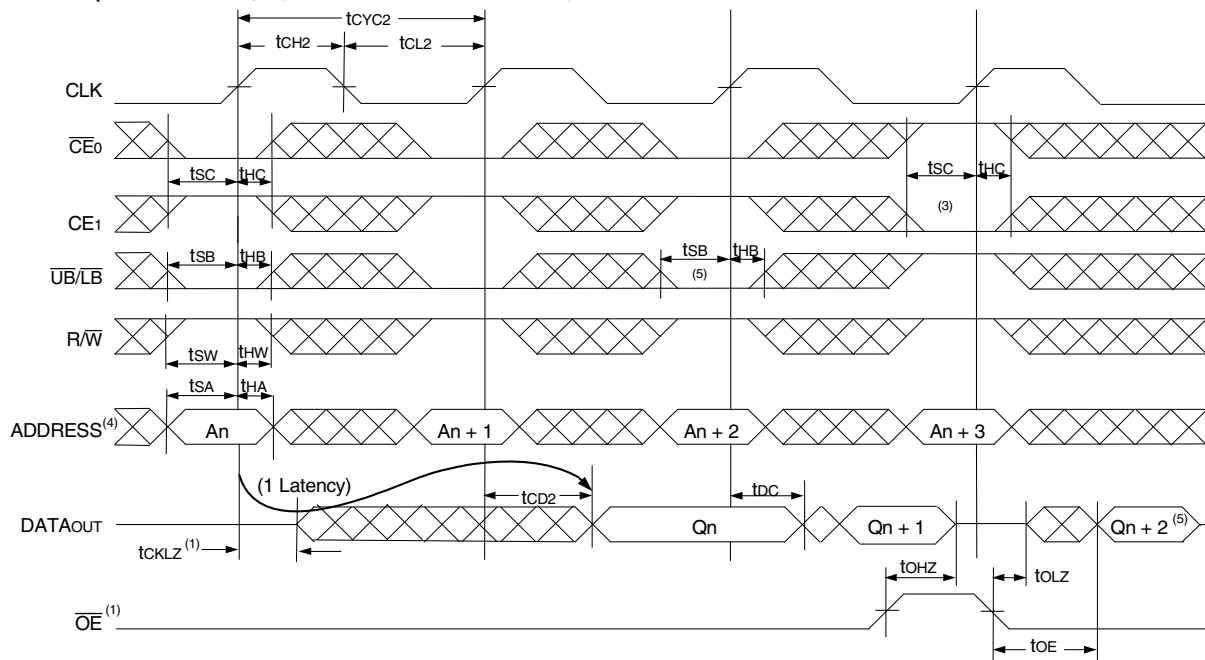 tCYC2
tCH2 tCL2
CLK
CE0
tSC tHC tSC tHC
(3)
CE1
tSB tHB tSB tHB
UB/LB (5)
R/W
tSW tHW
tSA tHA
ADDRESS(4) An An + 1 An + 2 An + 3
(1 Latency) tCD2 tDC
DATAOUT Qn Qn + 1 Qn + 2 (5)
tCKLZ (1)
tOHZ tOLZ
OE (1)
tOE